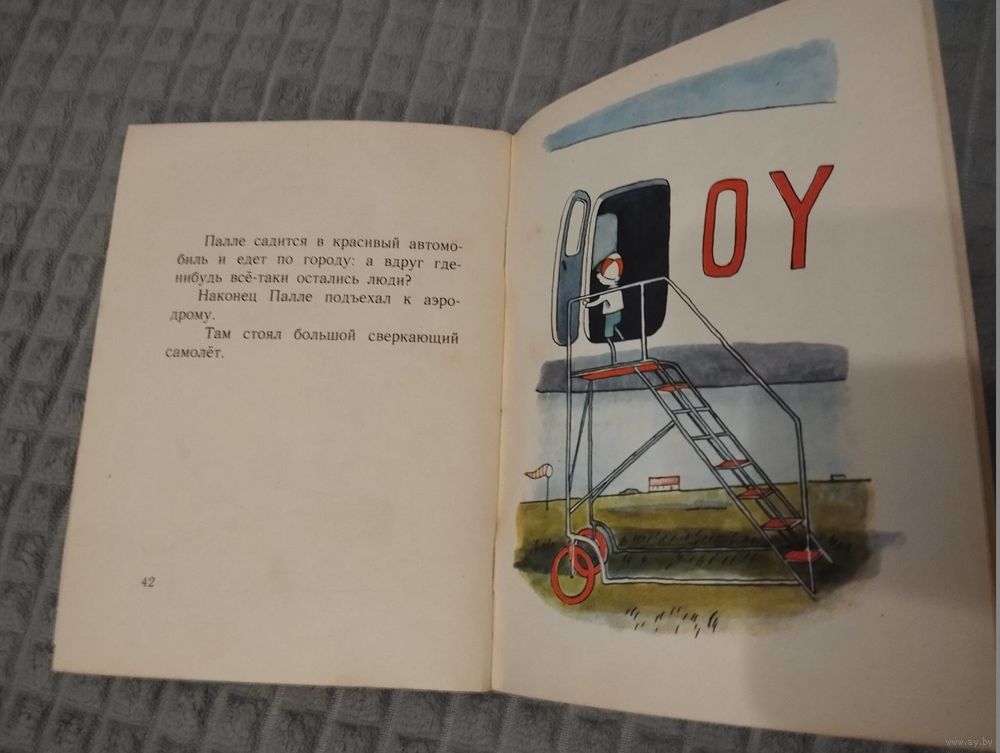 Палле садится в красивый автомо-
биль и едет по городу: а вдруг где-
нибудь всё-таки остались люди?
Наконец Палле подъехал к аэро-
дрому.
Там стоял большой сверкающий
самолёт.
42
OY
www.ay.by